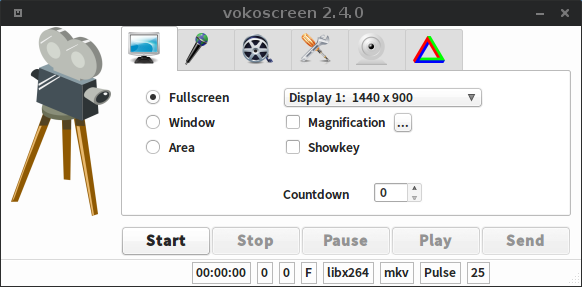 vokoscreen 2.4.0
Fullscreen
Display 1: 1440 x 900
Window
Magnification
...
Area
Showkey
Countdown
0
Start
Stop
Pause
Play
Send
00:00:00
0
0
F
libx264
mkv
Pulse
25